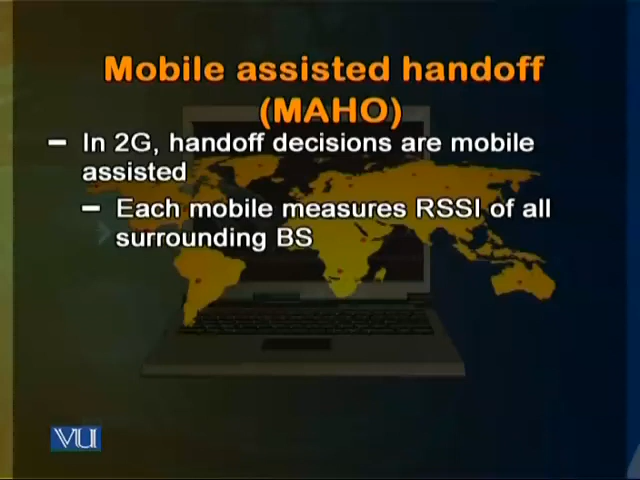 Mobile assisted handoff
(MAHO)
– In 2G, handoff decisions are mobile
assisted
– Each mobile measures RSSI of all
surrounding BS
VU